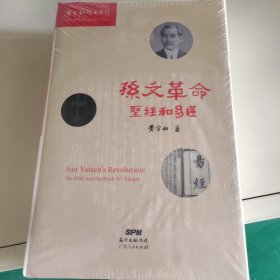 孫文革命
聖經和易經
黄宇和 著
Sun Yatsen's Revolution:
The Bible and the Book of Changes
易經
SPM
南方出版传媒
广东人民出版社